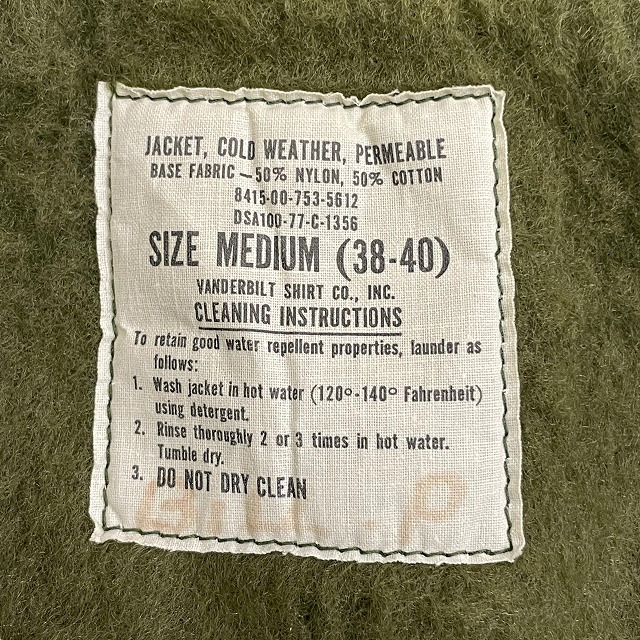 JACKET, COLD WEATHER, PERMEABLE
BASE FABRIC — 50% NYLON, 50% COTTON
8415-00-753-5612
DSA100-77-C-1356
SIZE MEDIUM (38-40)
VANDERBILT SHIRT CO., INC.
CLEANING INSTRUCTIONS
To retain good water repellent properties, launder as
follows:
1. Wash jacket in hot water (120°-140° Fahrenheit)
using detergent.
2. Rinse thoroughly 2 or 3 times in hot water.
Tumble dry.
3. DO NOT DRY CLEAN